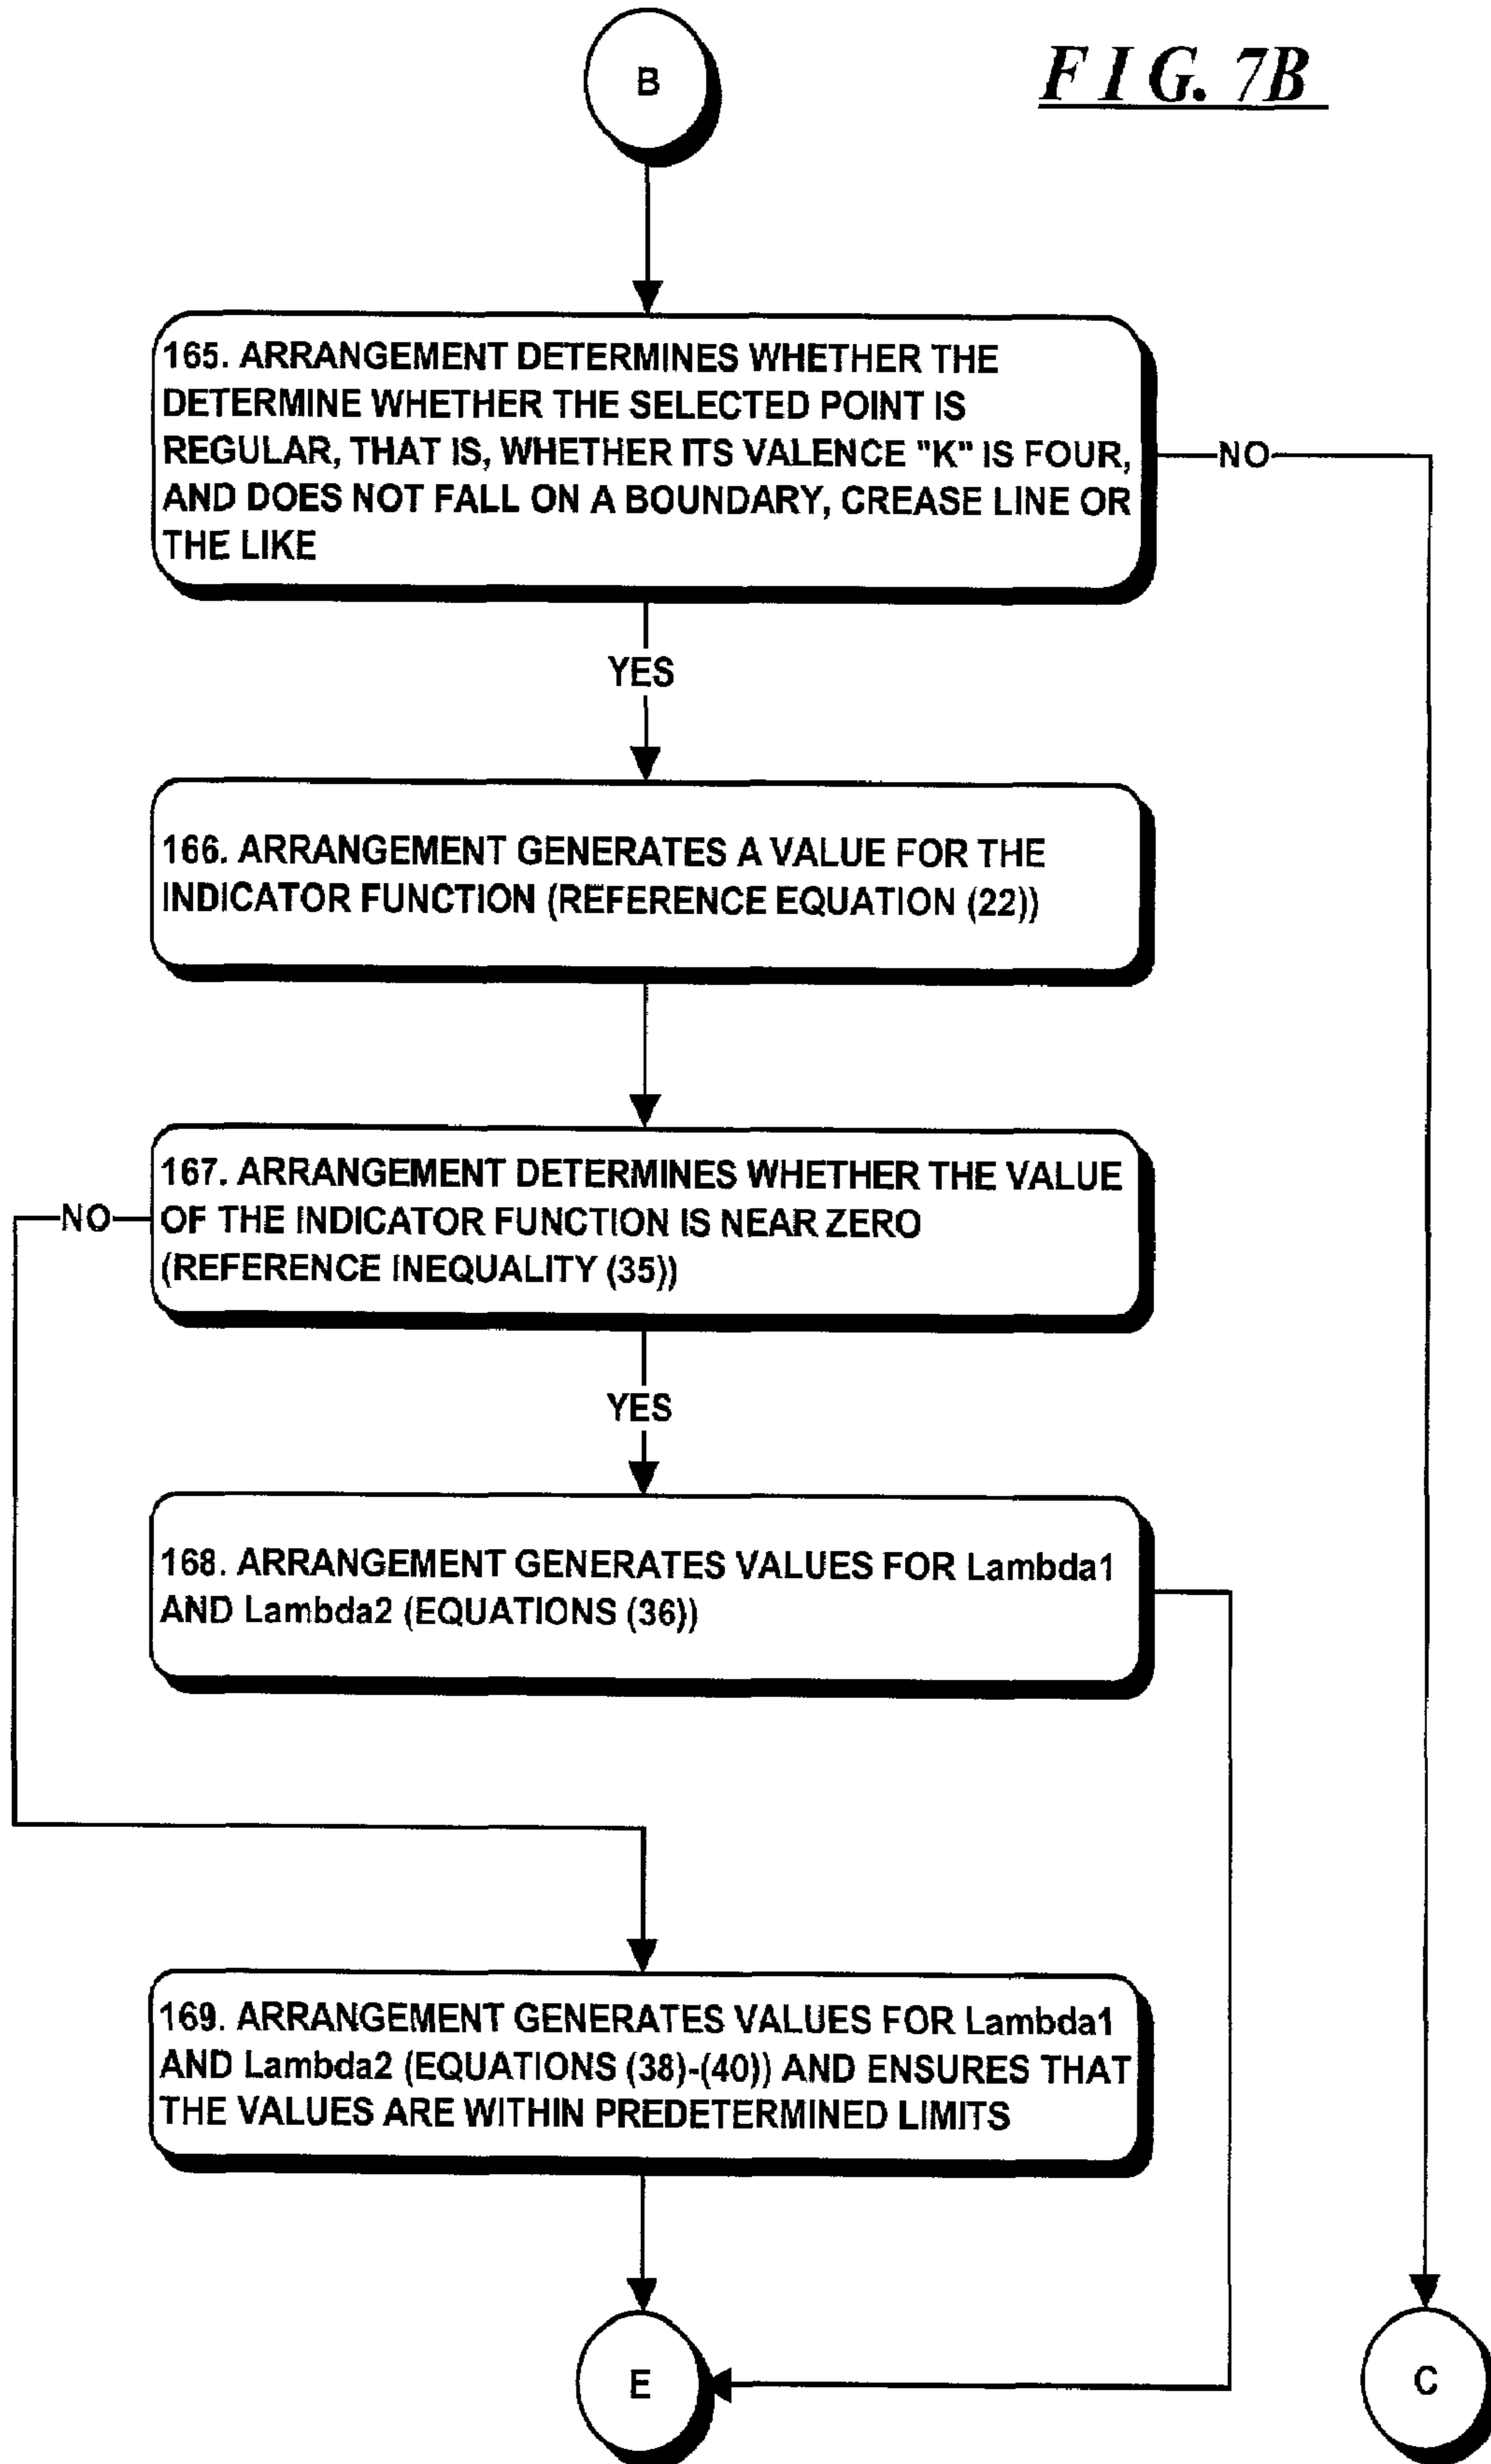 B
F I G. 7B
165. ARRANGEMENT DETERMINES WHETHER THE
DETERMINE WHETHER THE SELECTED POINT IS
REGULAR, THAT IS, WHETHER ITS VALENCE "K" IS FOUR,
AND DOES NOT FALL ON A BOUNDARY, CREASE LINE OR
THE LIKE
NO
YES
166. ARRANGEMENT GENERATES A VALUE FOR THE
INDICATOR FUNCTION (REFERENCE EQUATION (22))
167. ARRANGEMENT DETERMINES WHETHER THE VALUE
OF THE INDICATOR FUNCTION IS NEAR ZERO
(REFERENCE INEQUALITY (35))
NO
YES
168. ARRANGEMENT GENERATES VALUES FOR Lambda1
AND Lambda2 (EQUATIONS (36))
169. ARRANGEMENT GENERATES VALUES FOR Lambda1
AND Lambda2 (EQUATIONS (38)-(40)) AND ENSURES THAT
THE VALUES ARE WITHIN PREDETERMINED LIMITS
E
C